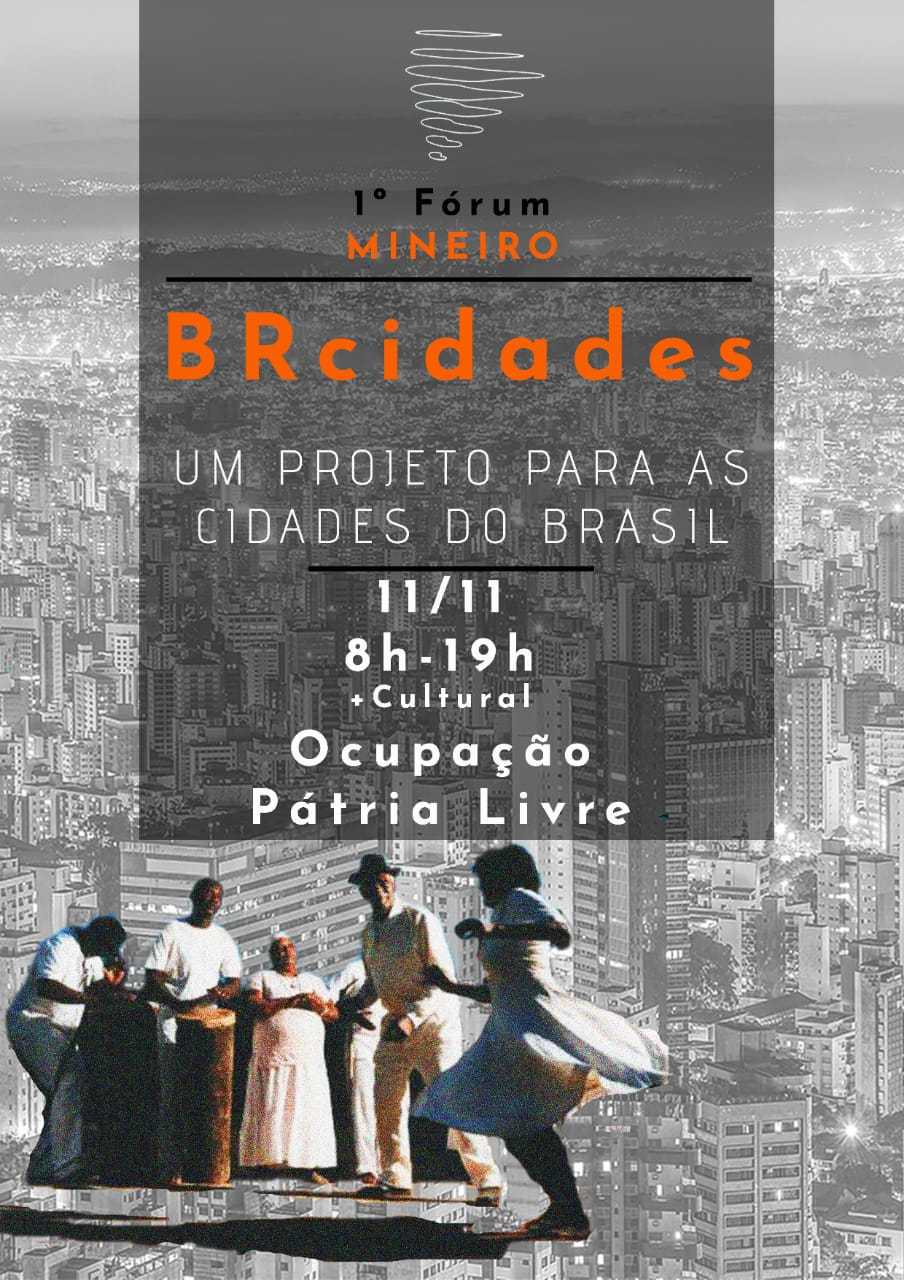 1º Fórum
MINEIRO
BRcidades
UM PROJETO PARA AS
CIDADES DO BRASIL
11/11
8h-19h
+Cultural
Ocupação
Pátria Livre